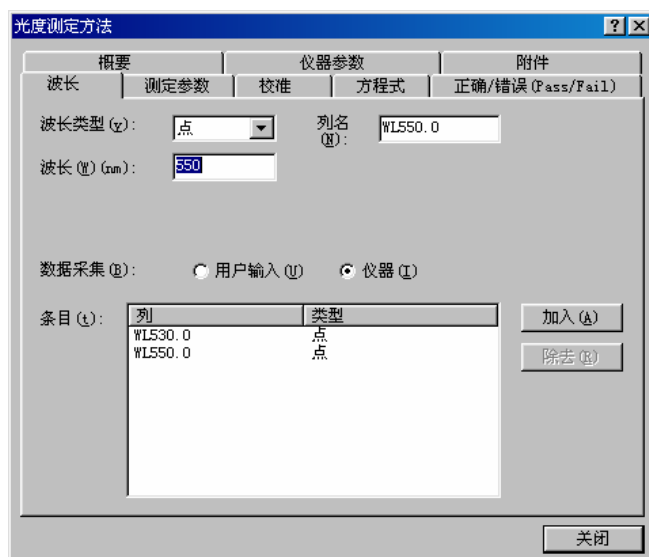 光度测定方法
概要 仪器参数 附件
波长 测定参数 校准 方程式 正确/错误(Pass/Fail)
波长类型(y): 点 列名(N): WL550.0
波长(W)(nm): 550
数据采集(B): 用户输入(U) 仪器(I)
条目(t): 列 类型 加入(A)
WL530.0 点
WL550.0 点 除去(R)
关闭